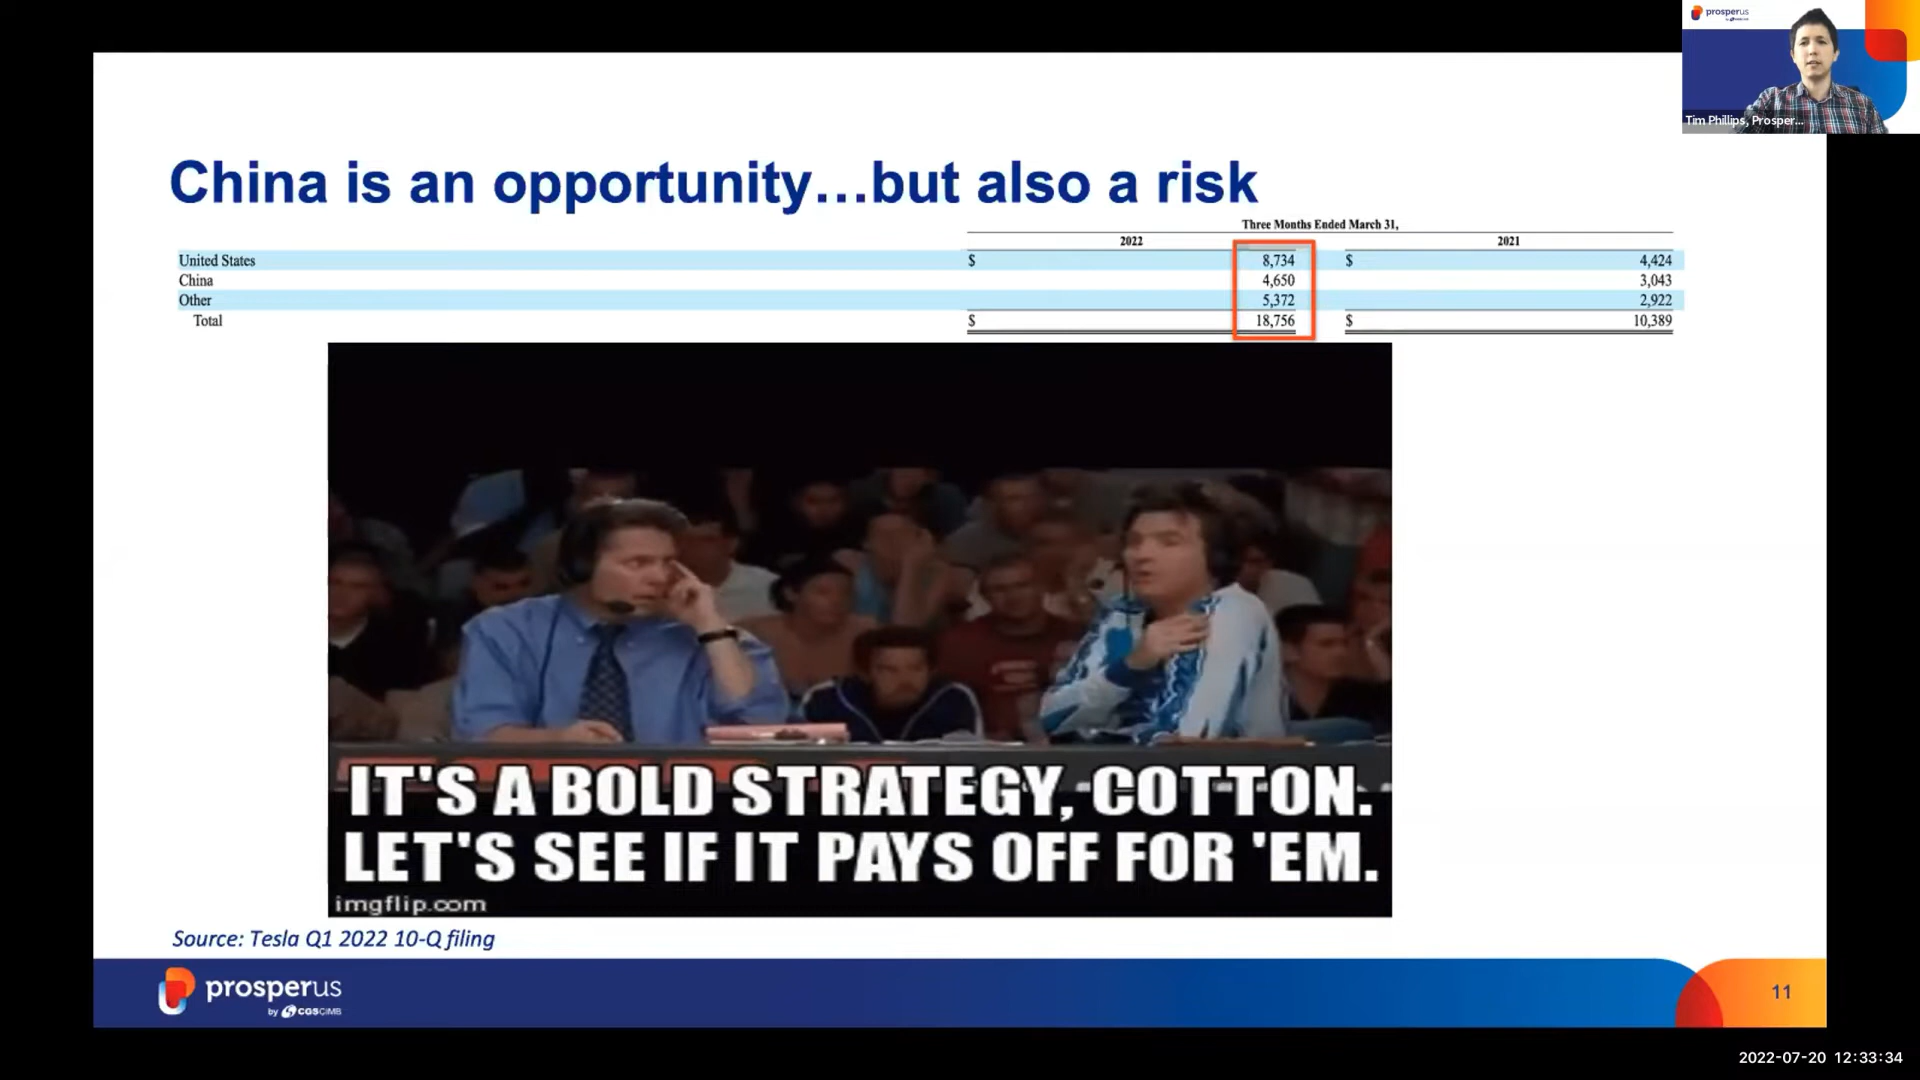 prosperus
Tim Phillips, Prosper...
China is an opportunity...but also a risk
Three Months Ended March 31,
2022 2021
United States $ 8,734 $ 4,424
China 4,650 3,043
Other 5,372 2,922
Total $ 18,756 $ 10,389
IT'S A BOLD STRATEGY, COTTON.
LET'S SEE IF IT PAYS OFF FOR 'EM.
imgflip.com
Source: Tesla Q1 2022 10-Q filing
prosperus
by CGS CIMB
11
2022-07-20 12:33:34